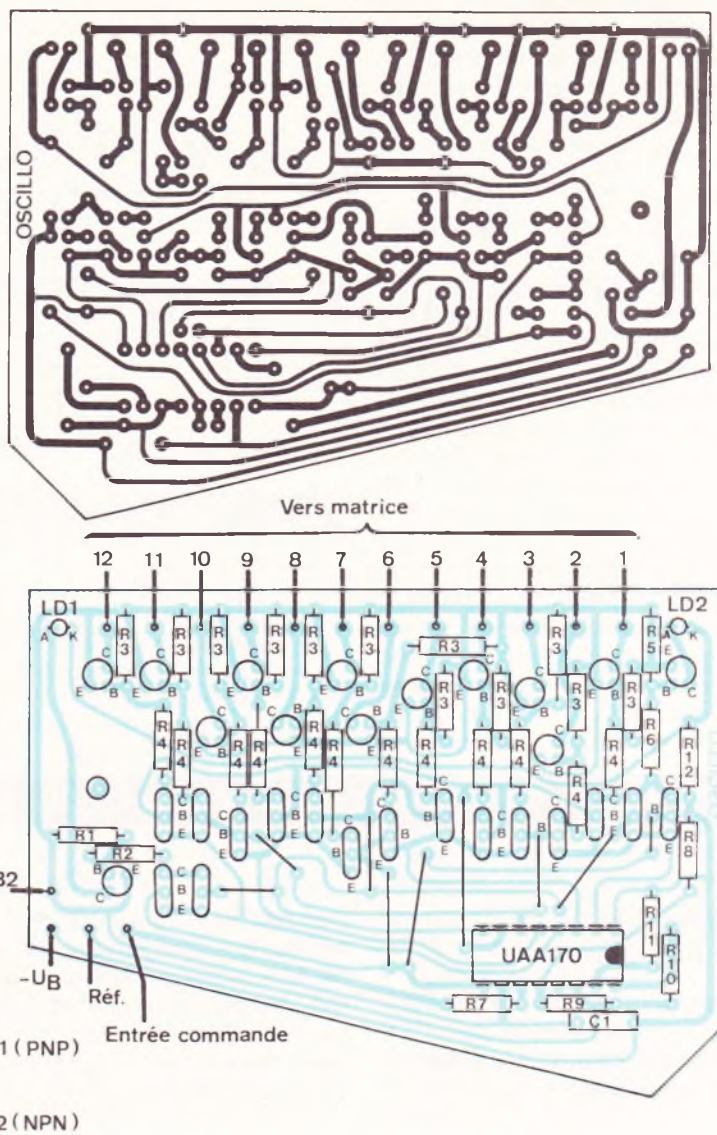 OSCILLO
Vers matrice
12 11 10 9 8 7 6 5 4 3 2 1
LD1
LD2
A K
A K
R3 R3 R3 R3 R3 R3 R3 R3 R5
R3 R3 R3 R3 R3
R4 R4 R4 R4 R4 R4 R4 R4 R4 R4 R4 R4 R6 R12
R1
R2
R8
R11
R10
UAA170
R7
R9
C1
-UB
Réf.
Entrée commande
1 (PNP)
2 (NPN)